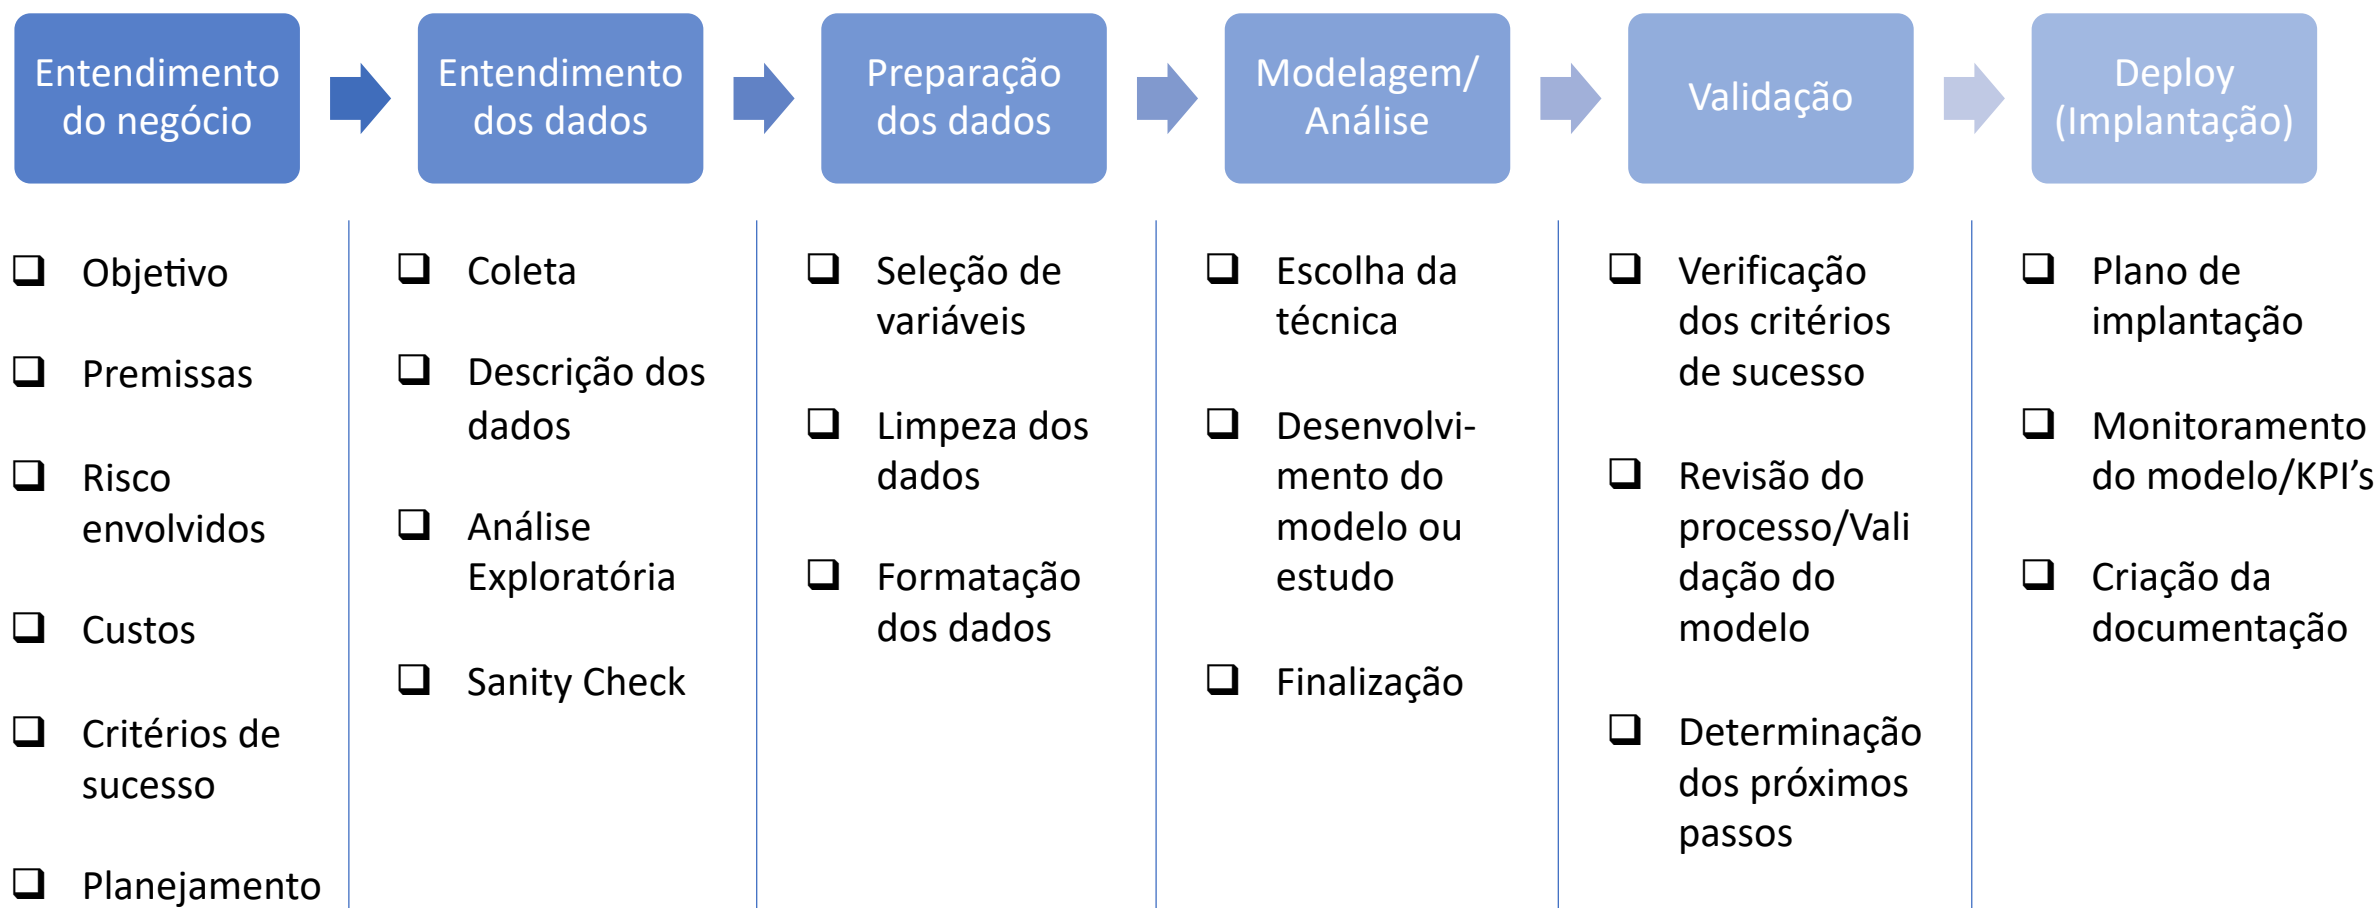 Entendimento
do negócio
Entendimento
dos dados
Preparação
dos dados
Modelagem/
Análise
Validação
Deploy
(Implantação)
Objetivo
Premissas
Risco
envolvidos
Custos
Critérios de
sucesso
Planejamento
Coleta
Descrição dos
dados
Análise
Exploratória
Sanity Check
Seleção de
variáveis
Limpeza dos
dados
Formatação
dos dados
Escolha da
técnica
Desenvolvi-
mento do
modelo ou
estudo
Finalização
Verificação
dos critérios
de sucesso
Revisão do
processo/Vali
dação do
modelo
Determinação
dos próximos
passos
Plano de
implantação
Monitoramento
do modelo/KPI’s
Criação da
documentação